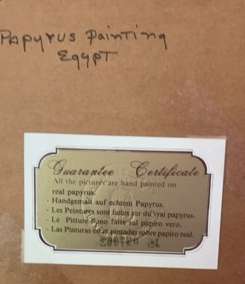 Papyrus Painting
Egypt
Guarantee Certificate
All the pictures are hand painted on
real papyrus.
- Handgemalt auf echtem Papyrus.
- Les Peintures sont faites sur du vrai papyrus.
- Le Pitture sono fatte sul papiro vero.
- Las Pinturas on pintadas sobre papiro real.